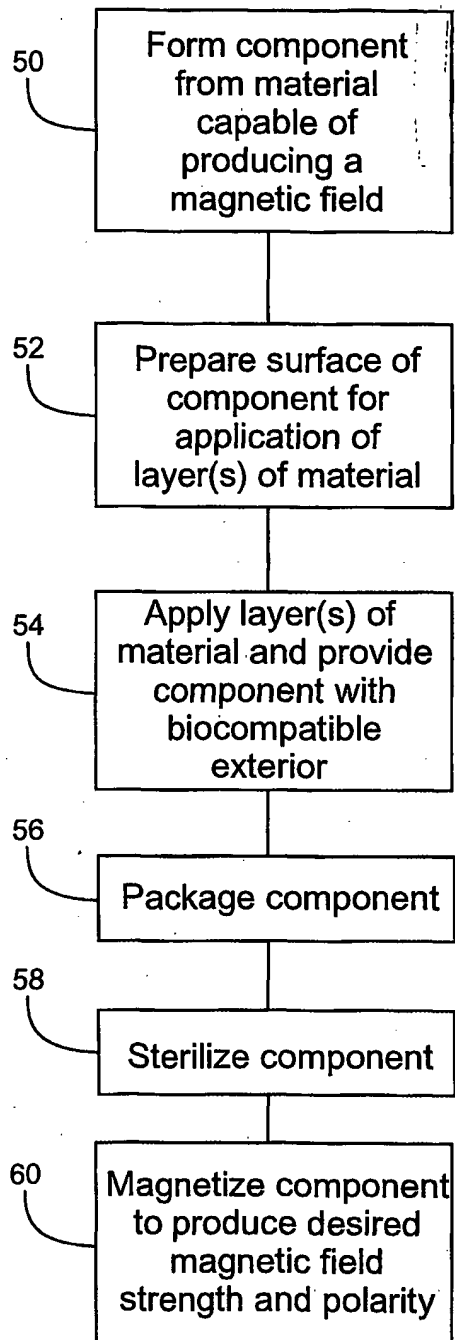 50
Form component
from material
capable of
producing a
magnetic field
52
Prepare surface of
component for
application of
layer(s) of material
54
Apply layer(s) of
material and provide
component with
biocompatible
exterior
56
Package component
58
Sterilize component
60
Magnetize component
to produce desired
magnetic field
strength and polarity